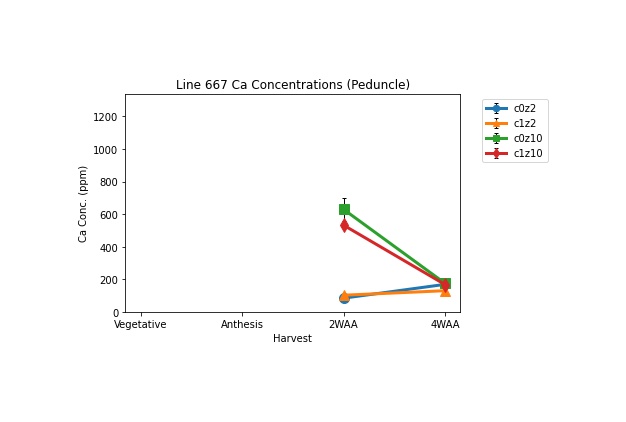 Line 667 Ca Concentrations (Peduncle)
c0z2
c1z2
c0z10
c1z10
1200
1000
800
600
400
200
0
Ca Conc. (ppm)
Vegetative Anthesis 2WAA 4WAA
Harvest